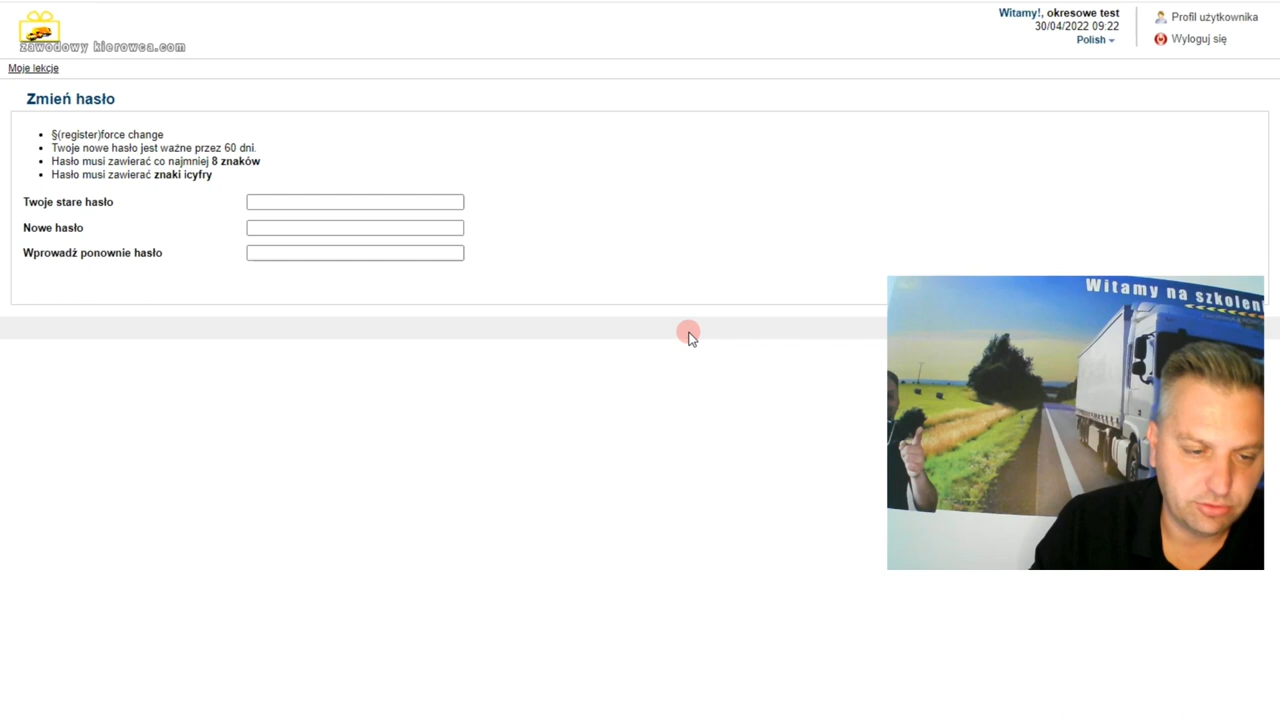 zawodowy kierowca.com
Witamy!, okresowe test
30/04/2022 09:22
Polish
Profil użytkownika
Wyloguj się
Moje lekcje
Zmień hasło
§(register)force change
Twoje nowe hasło jest ważne przez 60 dni.
Hasło musi zawierać co najmniej 8 znaków
Hasło musi zawierać znaki icyfry
Twoje stare hasło
Nowe hasło
Wprowadź ponownie hasło
Witamy na szkoleni